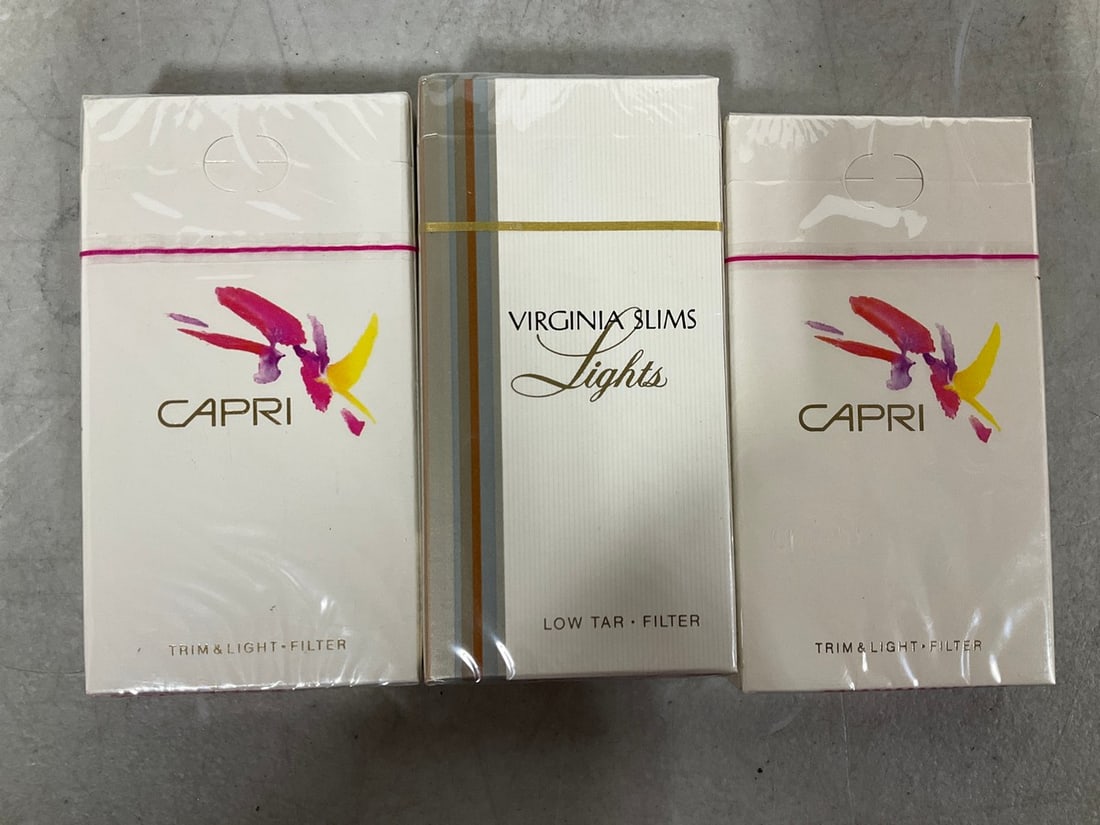 CAPRI
TRIM & LIGHT • FILTER
VIRGINIA SLIMS
Lights
LOW TAR • FILTER
CAPRI
TRIM & LIGHT • FILTER